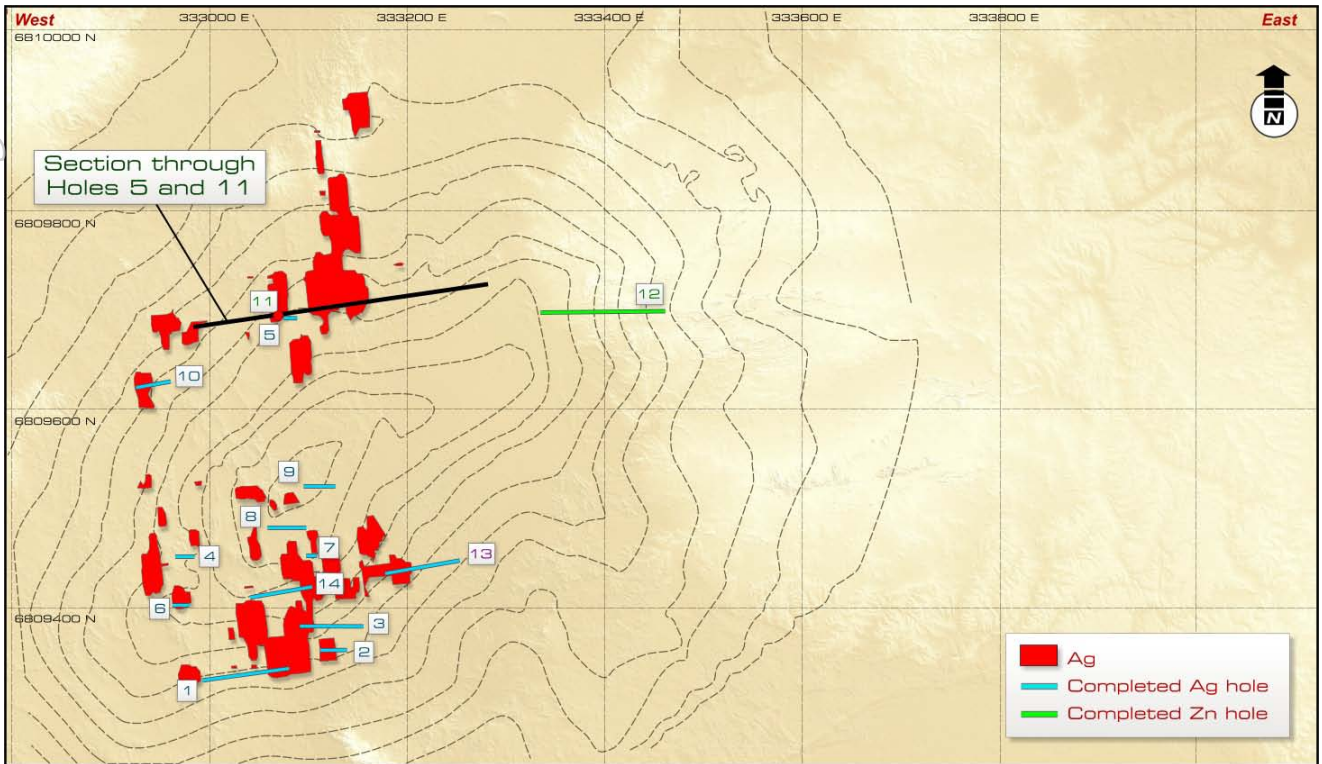 West
333000 E
333200 E
333400 E
333600 E
333800 E
East
6810000 N
N
Section through
Holes 5 and 11
6809800 N
12
11
5
10
6809600 N
9
8
7
4
13
14
6
6809400 N
3
2
1
Ag
Completed Ag hole
Completed Zn hole